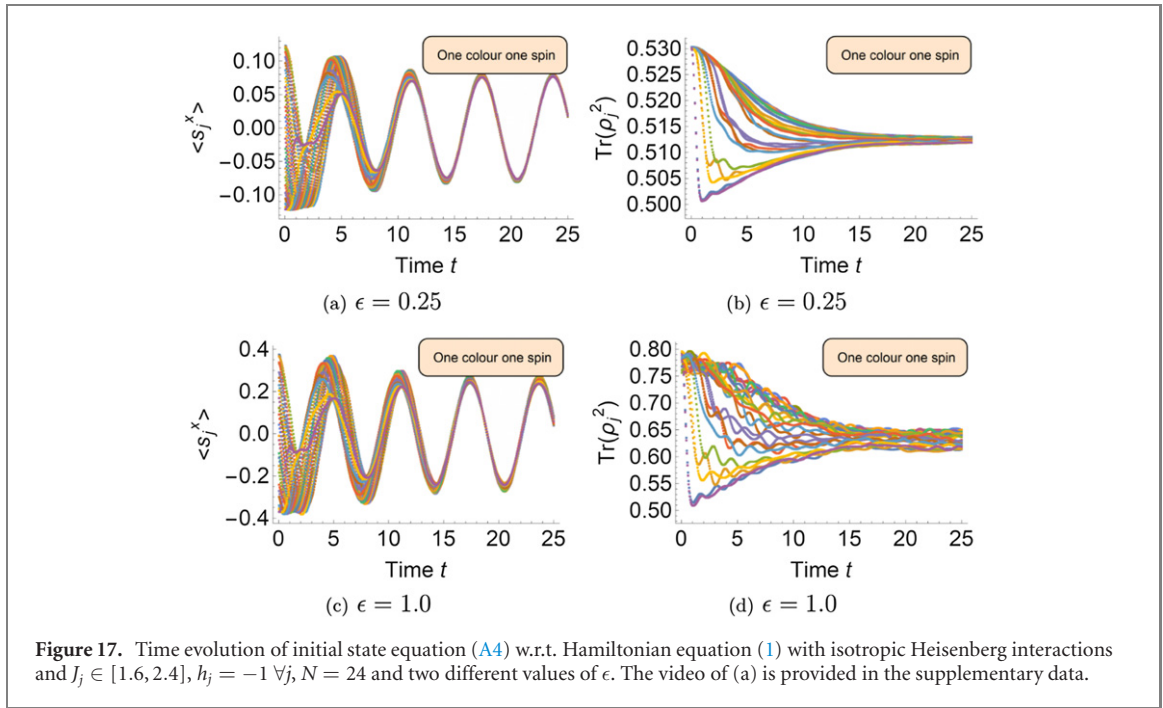 One colour one spin
0.10
0.05
0.00
−0.05
−0.10
<s_j^x>
0 5 10 15 20 25
Time t
(a) ϵ = 0.25
One colour one spin
0.530
0.525
0.520
0.515
0.510
0.505
0.500
Tr(ρ_j^2)
0 5 10 15 20 25
Time t
(b) ϵ = 0.25
One colour one spin
0.4
0.2
0.0
−0.2
−0.4
<s_j^x>
0 5 10 15 20 25
Time t
(c) ϵ = 1.0
One colour one spin
0.80
0.75
0.70
0.65
0.60
0.55
0.50
Tr(ρ_j^2)
0 5 10 15 20 25
Time t
(d) ϵ = 1.0
Figure 17. Time evolution of initial state equation (A4) w.r.t. Hamiltonian equation (1) with isotropic Heisenberg interactions
and J_j ∈ [1.6, 2.4], h_j = −1 ∀j, N = 24 and two different values of ϵ. The video of (a) is provided in the supplementary data.